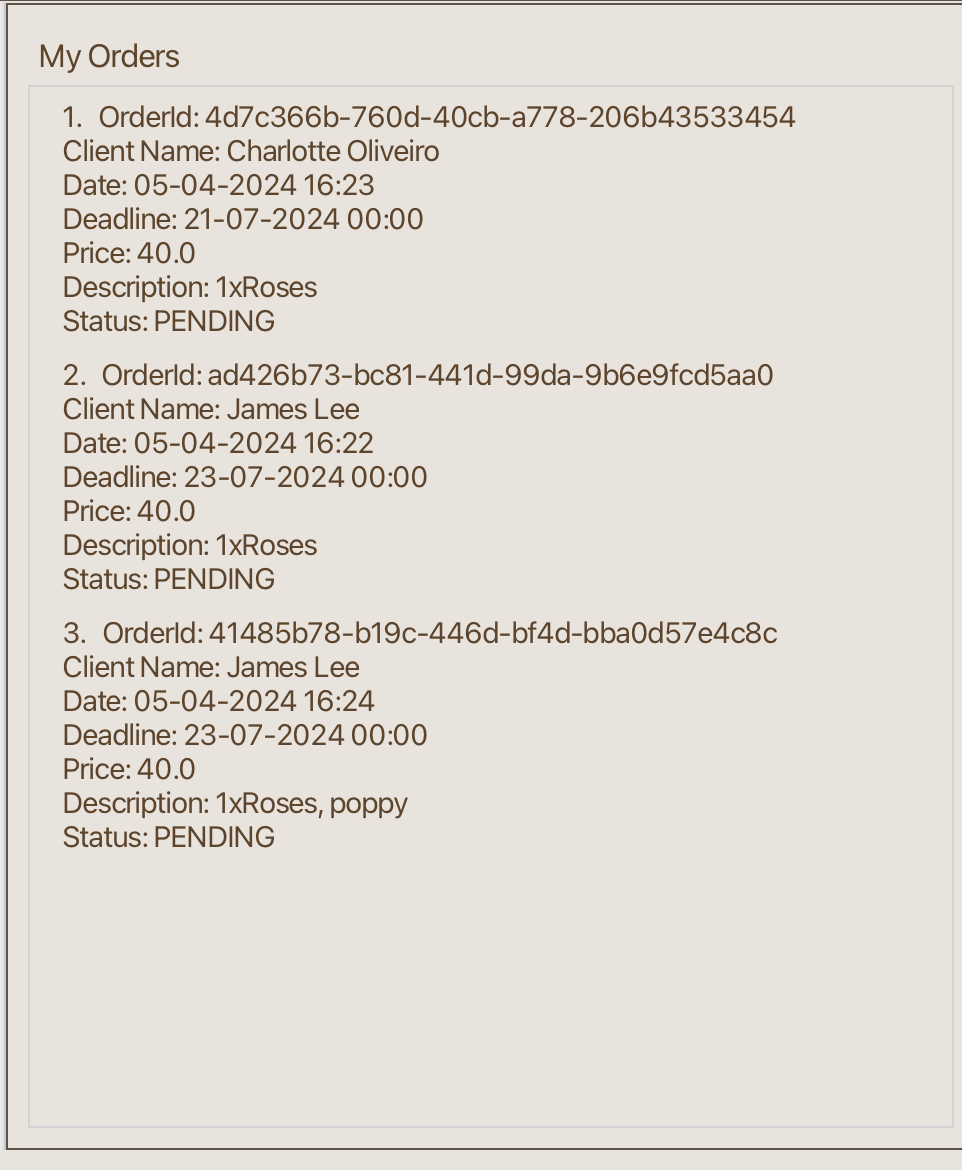 My Orders
1. OrderId: 4d7c366b-760d-40cb-a778-206b43533454
Client Name: Charlotte Oliveiro
Date: 05-04-2024 16:23
Deadline: 21-07-2024 00:00
Price: 40.0
Description: 1xRoses
Status: PENDING
2. OrderId: ad426b73-bc81-441d-99da-9b6e9fcd5aa0
Client Name: James Lee
Date: 05-04-2024 16:22
Deadline: 23-07-2024 00:00
Price: 40.0
Description: 1xRoses
Status: PENDING
3. OrderId: 41485b78-b19c-446d-bf4d-bba0d57e4c8c
Client Name: James Lee
Date: 05-04-2024 16:24
Deadline: 23-07-2024 00:00
Price: 40.0
Description: 1xRoses, poppy
Status: PENDING